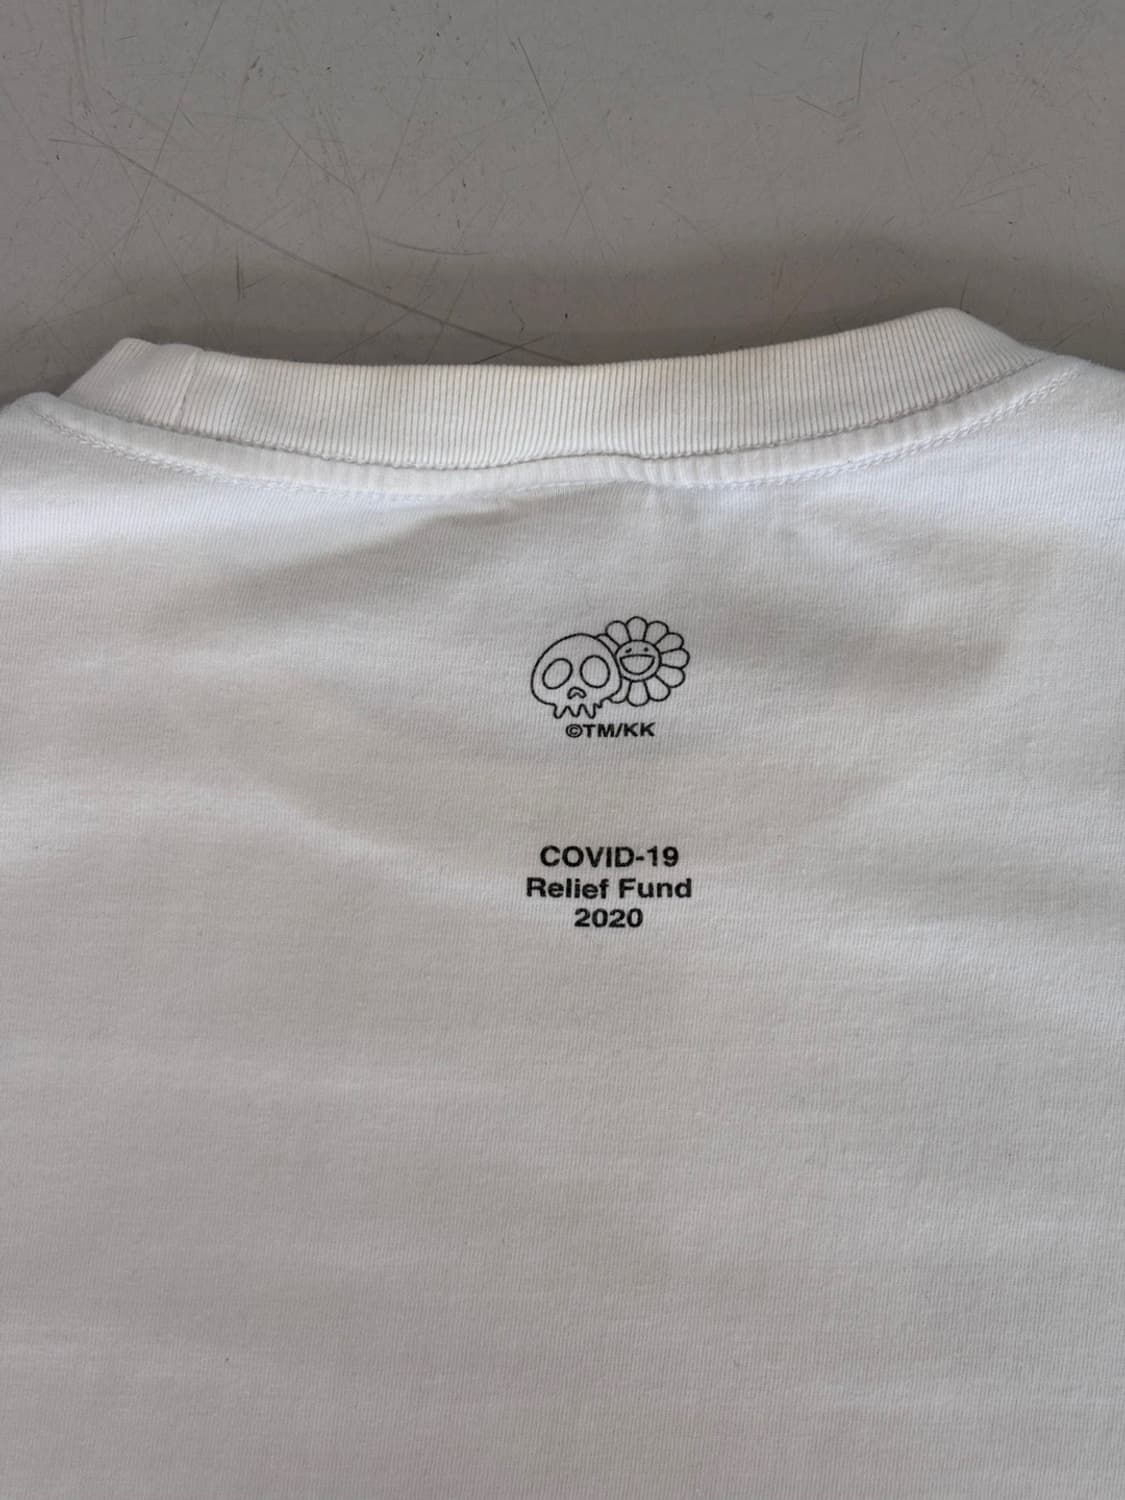 ©TM/KK
COVID-19
Relief Fund
2020